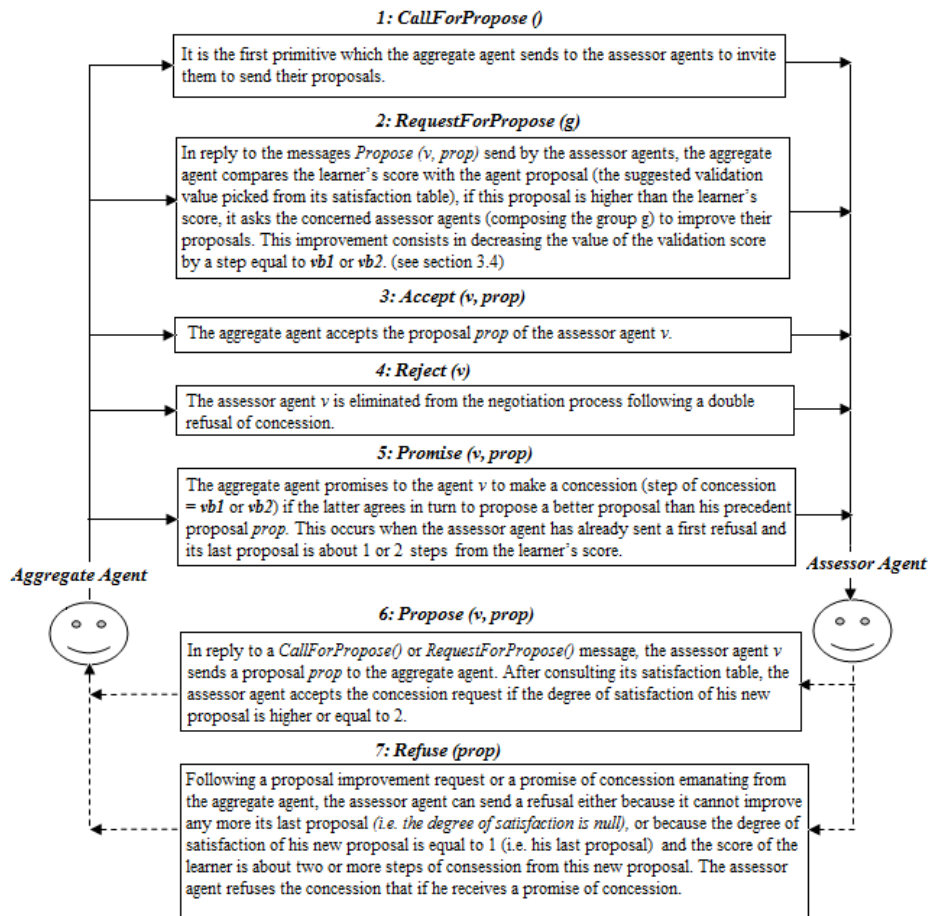 1: CallForPropose ()
It is the first primitive which the aggregate agent sends to the assessor agents to invite
them to send their proposals.
2: RequestForPropose (g)
In reply to the messages Propose (v, prop) send by the assessor agents, the aggregate
agent compares the learner's score with the agent proposal (the suggested validation
value picked from its satisfaction table), if this proposal is higher than the learner's
score, it asks the concerned assessor agents (composing the group g) to improve their
proposals. This improvement consists in decreasing the value of the validation score
by a step equal to vb1 or vb2. (see section 3.4)
3: Accept (v, prop)
The aggregate agent accepts the proposal prop of the assessor agent v.
4: Reject (v)
The assessor agent v is eliminated from the negotiation process following a double
refusal of concession.
5: Promise (v, prop)
The aggregate agent promises to the agent v to make a concession (step of concession
= vb1 or vb2) if the latter agrees in turn to propose a better proposal than his precedent
proposal prop. This occurs when the assessor agent has already sent a first refusal and
its last proposal is about 1 or 2 steps from the learner's score.
Aggregate Agent
Assessor Agent
6: Propose (v, prop)
In reply to a CallForPropose() or RequestForPropose() message, the assessor agent v
sends a proposal prop to the aggregate agent. After consulting its satisfaction table, the
assessor agent accepts the concession request if the degree of satisfaction of his new
proposal is higher or equal to 2.
7: Refuse (prop)
Following a proposal improvement request or a promise of concession emanating from
the aggregate agent, the assessor agent can send a refusal either because it cannot improve
any more its last proposal (i.e. the degree of satisfaction is null), or because the degree of
satisfaction of his new proposal is equal to 1 (i.e. his last proposal) and the score of the
learner is about two or more steps of consession from this new proposal. The assessor
agent refuses the concession that if he receives a promise of concession.